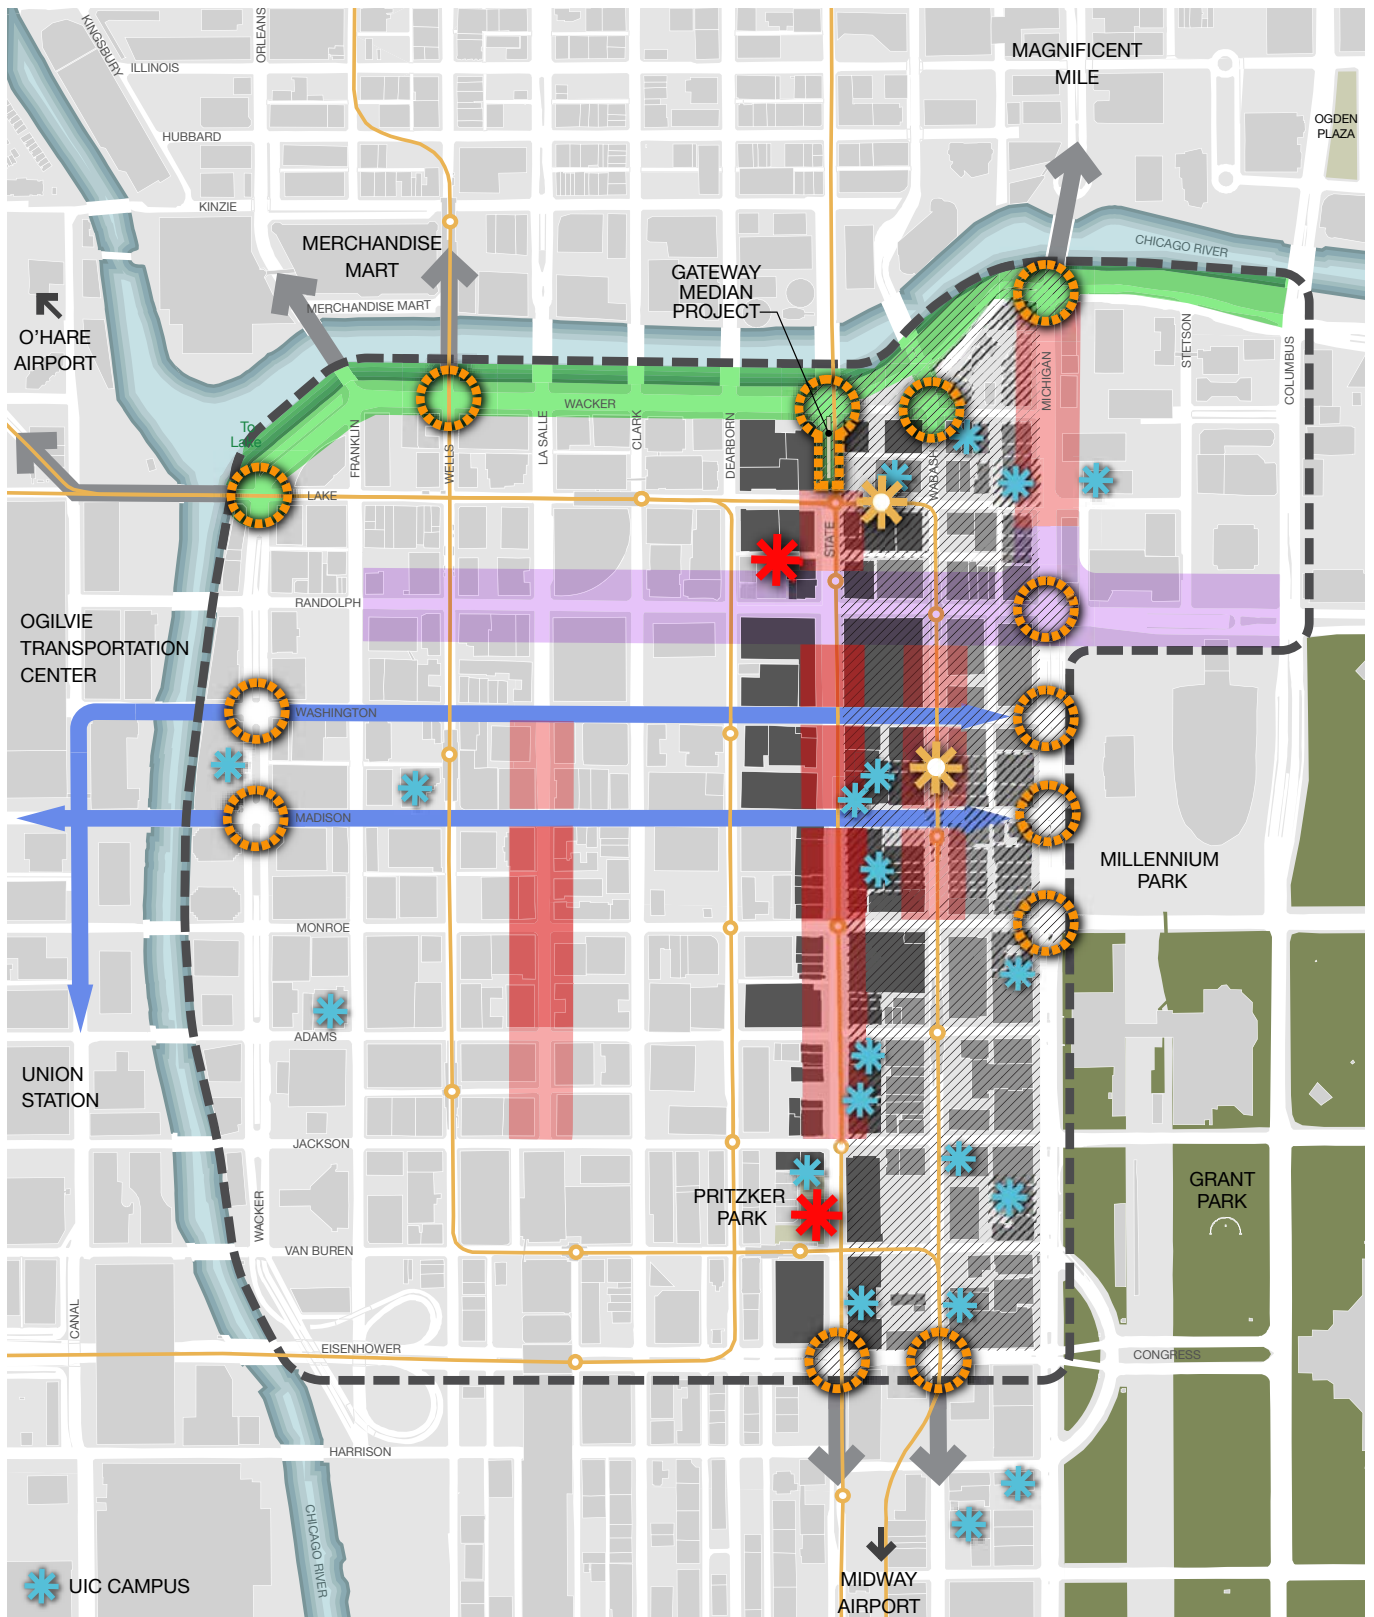 KINGSBURY
ORLEANS
ILLINOIS
MAGNIFICENT
MILE
OGDEN
PLAZA
HUBBARD
KINZIE
MERCHANDISE
MART
CHICAGO RIVER
GATEWAY
MEDIAN
PROJECT
MERCHANDISE MART
O'HARE
AIRPORT
STETSON
COLUMBUS
MICHIGAN
WACKER
To
Lake
FRANKLIN
WELLS
LA SALLE
CLARK
DEARBORN
WABASH
LAKE
STATE
RANDOLPH
OGILVIE
TRANSPORTATION
CENTER
WASHINGTON
MADISON
MILLENNIUM
PARK
MONROE
ADAMS
UNION
STATION
JACKSON
PRITZKER
PARK
GRANT
PARK
WACKER
VAN BUREN
CANAL
EISENHOWER
CONGRESS
HARRISON
CHICAGO RIVER
UIC CAMPUS
MIDWAY
AIRPORT